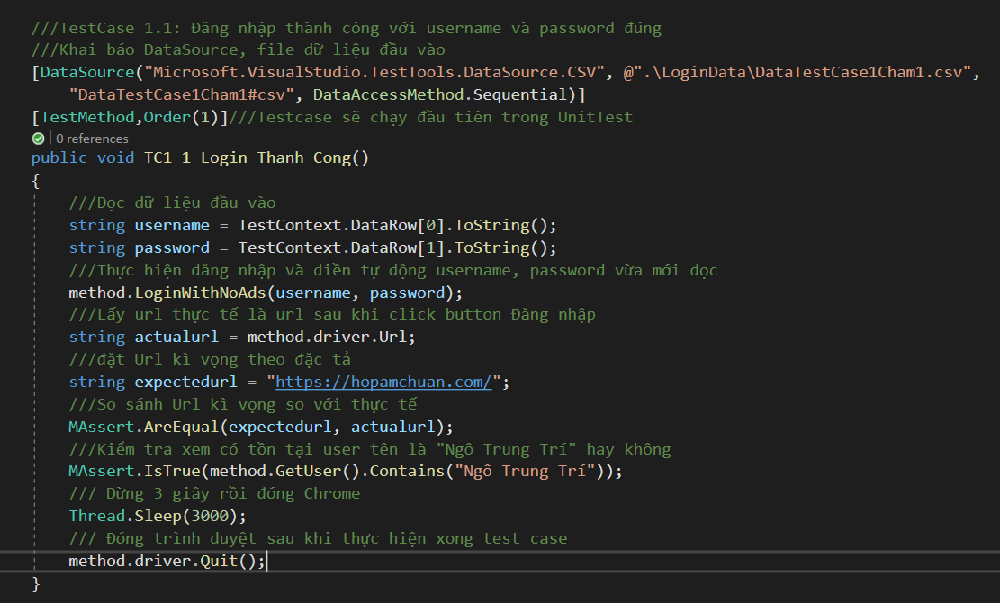 ///TestCase 1.1: Đăng nhập thành công với username và password đúng
///Khai báo DataSource, file dữ liệu đầu vào
[DataSource("Microsoft.VisualStudio.TestTools.DataSource.CSV", @".\LoginData\DataTestCase1Cham1.csv",
"DataTestCase1Cham1#csv", DataAccessMethod.Sequential)]
[TestMethod,Order(1)]///Testcase sẽ chạy đầu tiên trong UnitTest
| 0 references
public void TC1_1_Login_Thanh_Cong()
{
///Đọc dữ liệu đầu vào
string username = TestContext.DataRow[0].ToString();
string password = TestContext.DataRow[1].ToString();
///Thực hiện đăng nhập và điền tự động username, password vừa mới đọc
method.LoginWithNoAds(username, password);
///Lấy url thực tế là url sau khi click button Đăng nhập
string actualurl = method.driver.Url;
///đặt Url kì vọng theo đặc tả
string expectedurl = "https://hopamchuan.com/";
///So sánh Url kì vọng so với thực tế
MAssert.AreEqual(expectedurl, actualurl);
///Kiểm tra xem có tồn tại user tên là "Ngô Trung Trí" hay không
MAssert.IsTrue(method.GetUser().Contains("Ngô Trung Trí"));
/// Dừng 3 giây rồi đóng Chrome
Thread.Sleep(3000);
/// Đóng trình duyệt sau khi thực hiện xong test case
method.driver.Quit();
}